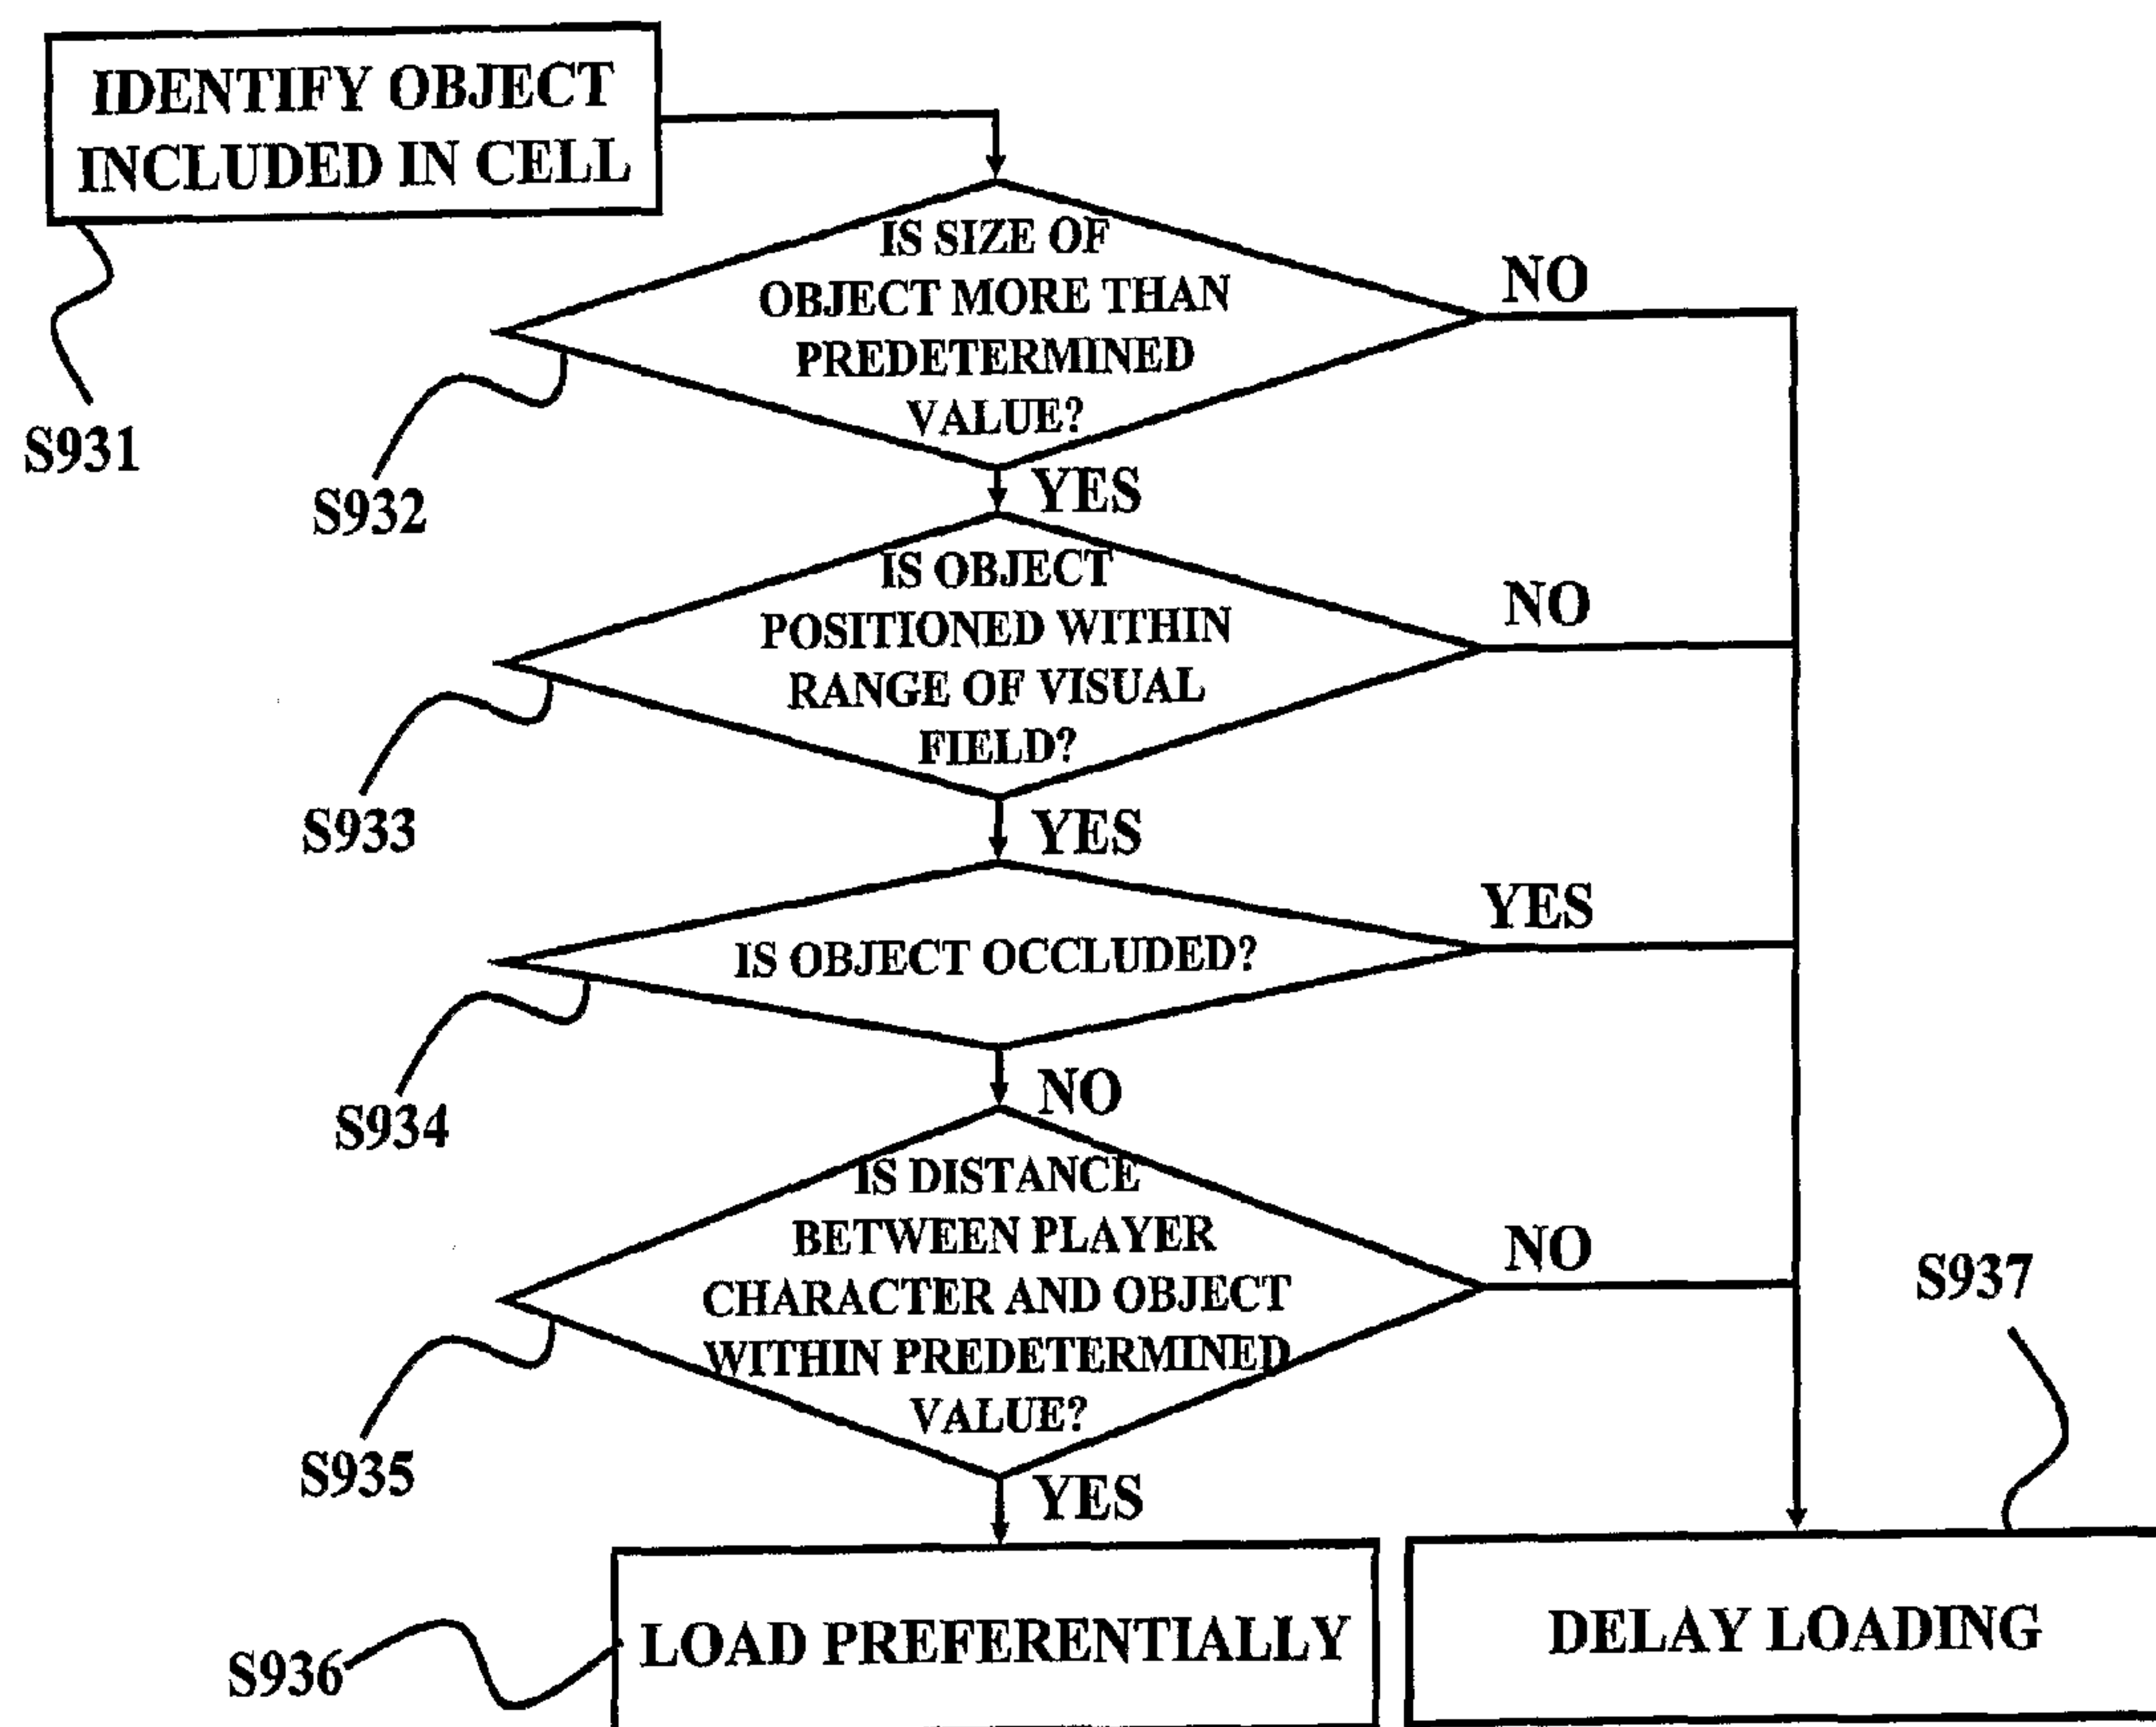 IDENTIFY OBJECT
INCLUDED IN CELL
S931
IS SIZE OF
OBJECT MORE THAN
PREDETERMINED
VALUE?
NO
S932
YES
IS OBJECT
POSITIONED WITHIN
RANGE OF VISUAL
FIELD?
NO
S933
YES
IS OBJECT OCCLUDED?
YES
S934
NO
IS DISTANCE
BETWEEN PLAYER
CHARACTER AND OBJECT
WITHIN PREDETERMINED
VALUE?
NO
S935
YES
S937
S936
LOAD PREFERENTIALLY
DELAY LOADING